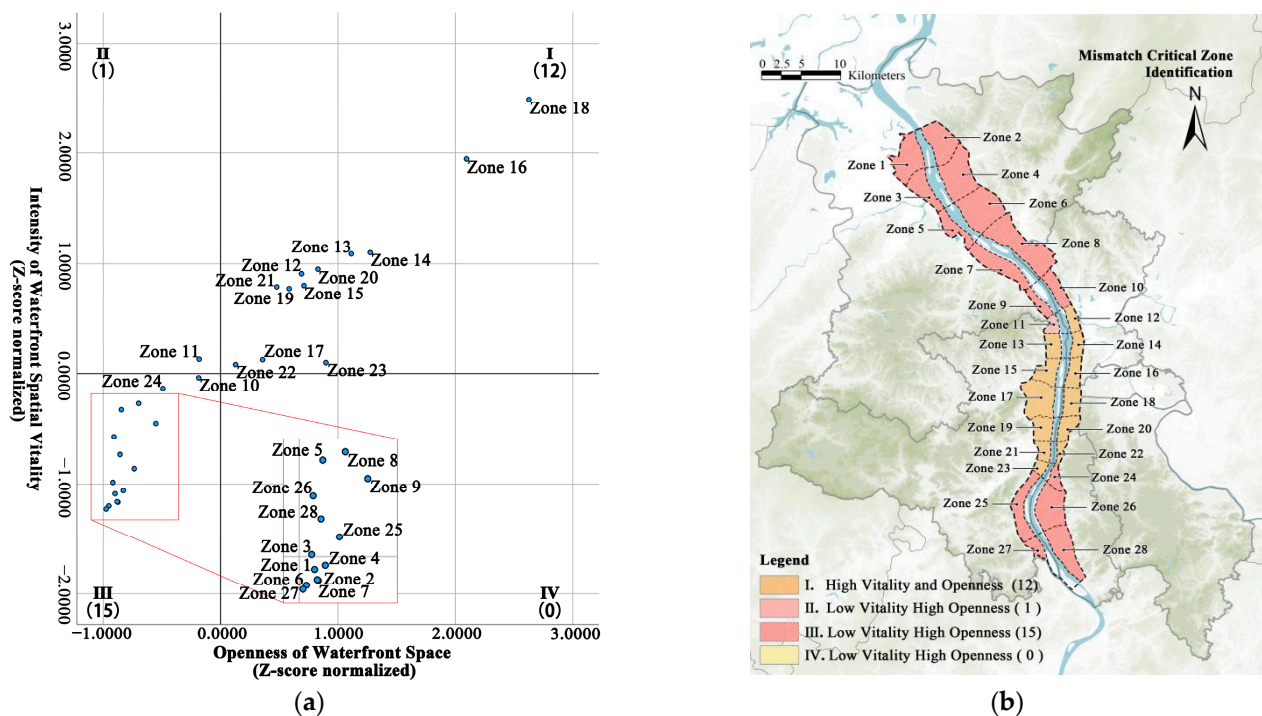 3.0000
2.0000
1.0000
0.0000
−1.0000
−2.0000
Intensity of Waterfront Spatial Vitality
(Z-score normalized)
II
(1)
I
(12)
Zone 18
Zone 16
Zonc 13
Zone 14
Zone 12
Zone 20
Zone 21
Zone 19
Zone 15
Zone 11
Zone 17
Zone 22
Zone 23
Zone 24
Zone 10
Zone 5
Zone 8
Zone 9
Zonc 26
Zone 28
Zone 25
Zone 3
Zone 4
Zone 1
Zone 6
Zone 2
Zone 27
Zone 7
III
(15)
IV
(0)
−1.0000 0.0000 1.0000 2.0000 3.0000
Openness of Waterfront Space
(Z-score normalized)
(a)
0 2.5 5 10
Kilometers
Mismatch Critical Zone
Identification
N
Zone 2
Zone 1
Zone 4
Zone 3
Zone 6
Zone 5
Zone 8
Zone 7
Zone 10
Zone 9
Zone 12
Zone 11
Zone 13
Zone 14
Zone 15
Zone 16
Zone 17
Zone 18
Zone 19
Zone 20
Zone 21
Zone 22
Zone 23
Zone 24
Zone 25
Zone 26
Zone 27
Zone 28
Legend
I. High Vitality and Openness (12)
II. Low Vitality High Openness ( 1 )
III. Low Vitality High Openness (15)
IV. Low Vitality High Openness ( 0 )
(b)